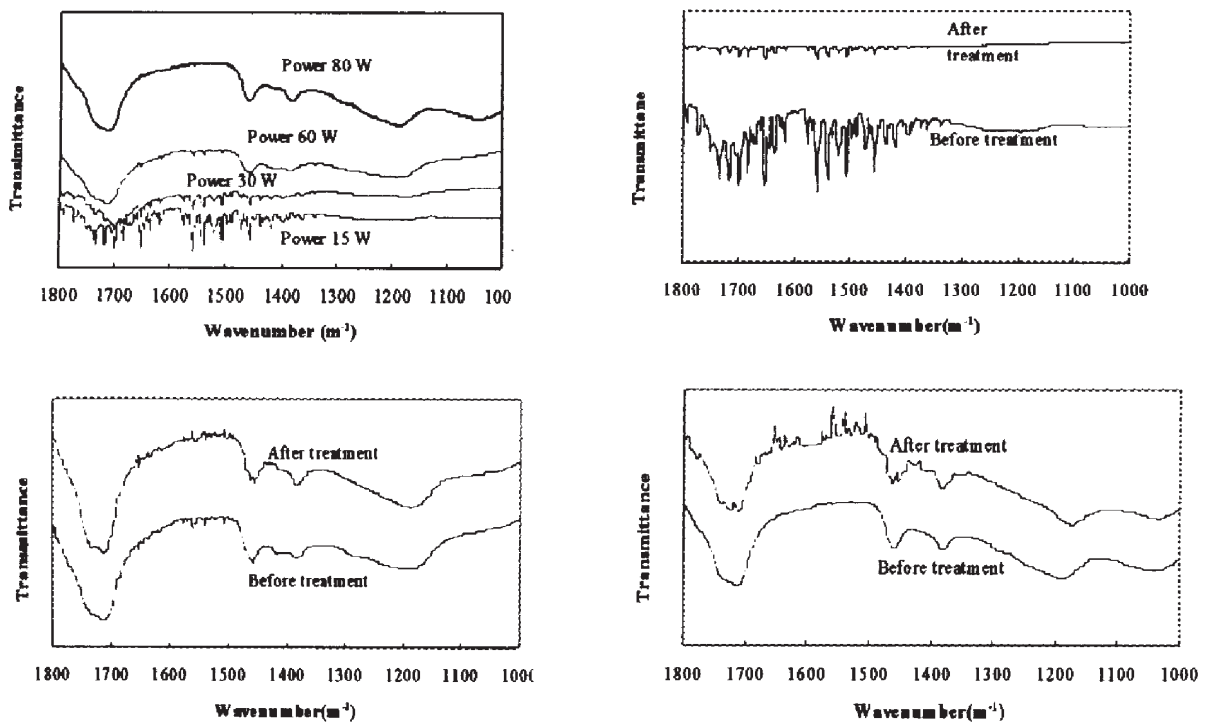 Transmittance
Power 80 W
Power 60 W
Power 30 W
Power 15 W
1800 1700 1600 1500 1400 1300 1200 1100 100
Wavenumber (m-1)
Transmittane
After
treatment
Before treatment
1800 1700 1600 1500 1400 1300 1200 1100 1000
Wavenumber(m-1)
Transmittance
After treatment
Before treatment
1800 1700 1600 1500 1400 1300 1200 1100 100(
Wavenumber(m-1)
Transmittance
After treatment
Before treatment
1800 1700 1600 1500 1400 1300 1200 1100 1000
Wavenumber(m-1)